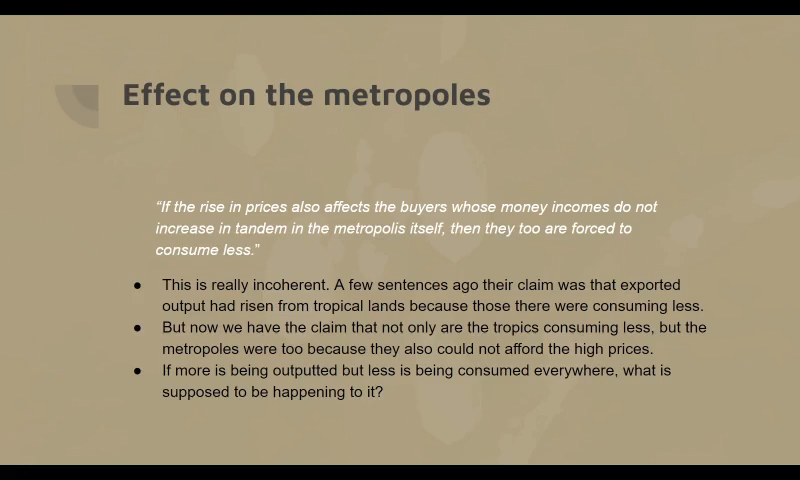 Effect on the metropoles
“If the rise in prices also affects the buyers whose money incomes do not
increase in tandem in the metropolis itself, then they too are forced to
consume less.”
● This is really incoherent. A few sentences ago their claim was that exported
output had risen from tropical lands because those there were consuming less.
● But now we have the claim that not only are the tropics consuming less, but the
metropoles were too because they also could not afford the high prices.
● If more is being outputted but less is being consumed everywhere, what is
supposed to be happening to it?